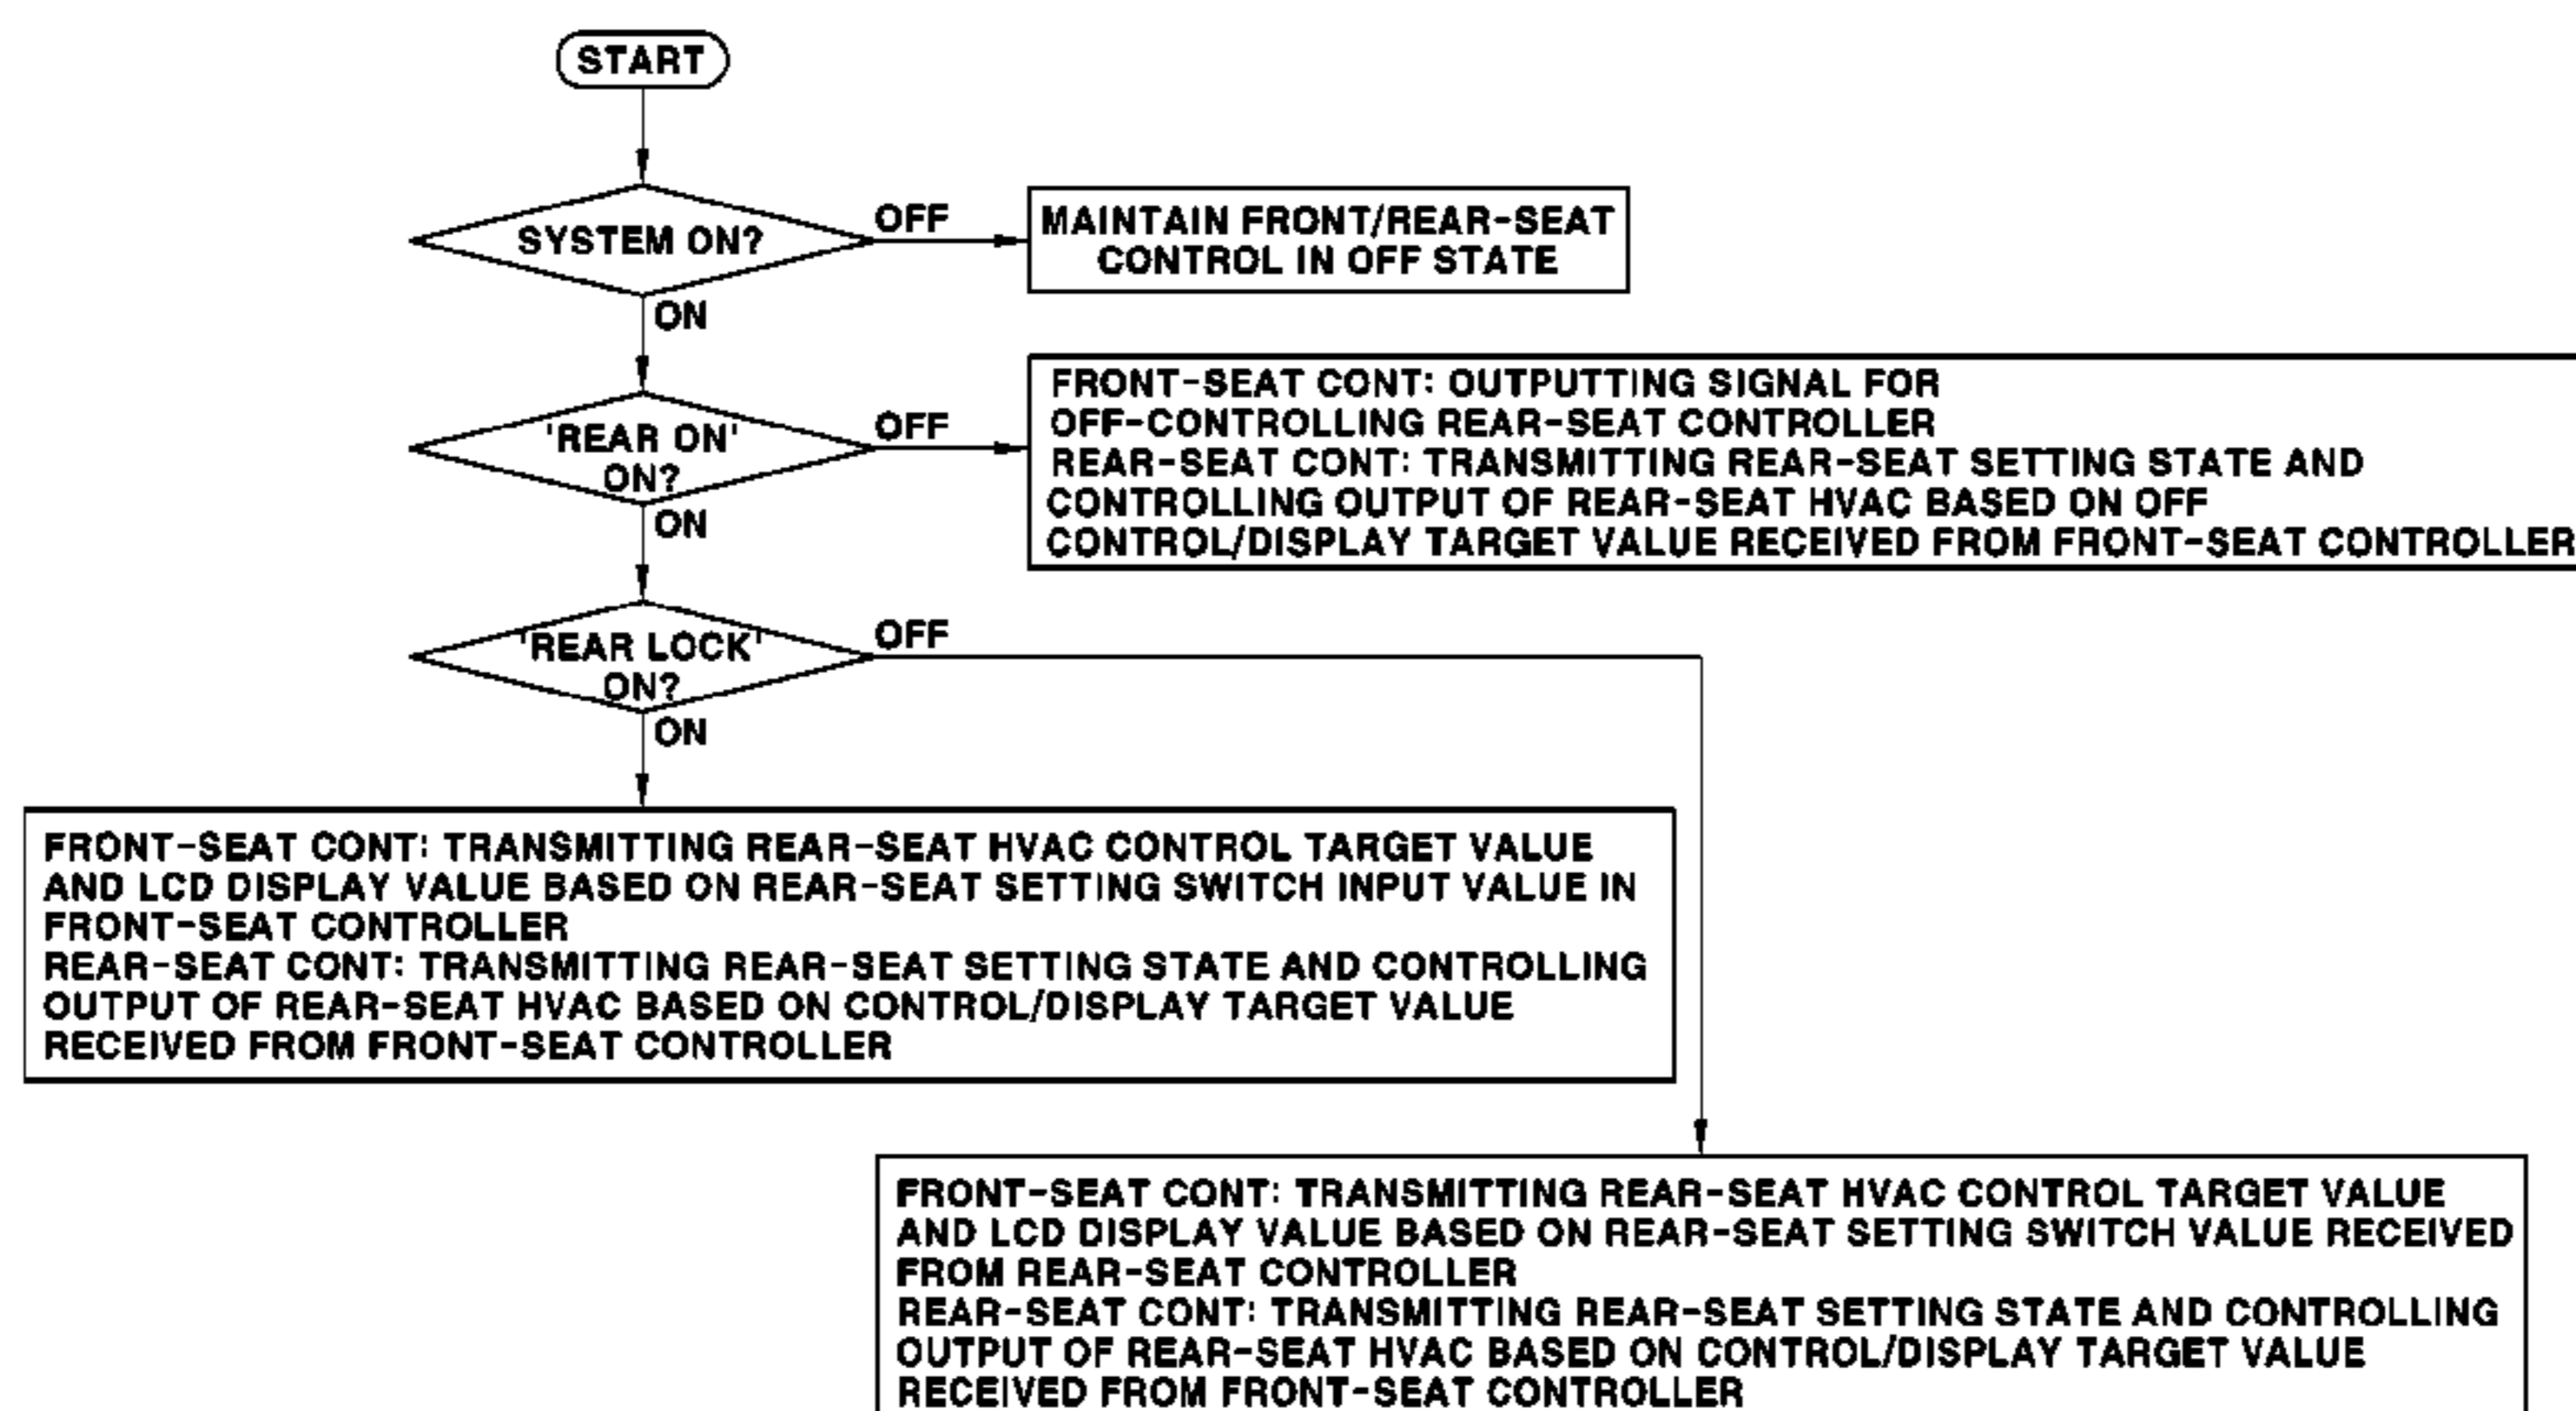 START
SYSTEM ON?
OFF
MAINTAIN FRONT/REAR-SEAT
CONTROL IN OFF STATE
ON
'REAR ON'
ON?
OFF
FRONT-SEAT CONT: OUTPUTTING SIGNAL FOR
OFF-CONTROLLING REAR-SEAT CONTROLLER
REAR-SEAT CONT: TRANSMITTING REAR-SEAT SETTING STATE AND
CONTROLLING OUTPUT OF REAR-SEAT HVAC BASED ON OFF
CONTROL/DISPLAY TARGET VALUE RECEIVED FROM FRONT-SEAT CONTROLLER
ON
'REAR LOCK'
ON?
OFF
ON
FRONT-SEAT CONT: TRANSMITTING REAR-SEAT HVAC CONTROL TARGET VALUE
AND LCD DISPLAY VALUE BASED ON REAR-SEAT SETTING SWITCH INPUT VALUE IN
FRONT-SEAT CONTROLLER
REAR-SEAT CONT: TRANSMITTING REAR-SEAT SETTING STATE AND CONTROLLING
OUTPUT OF REAR-SEAT HVAC BASED ON CONTROL/DISPLAY TARGET VALUE
RECEIVED FROM FRONT-SEAT CONTROLLER
FRONT-SEAT CONT: TRANSMITTING REAR-SEAT HVAC CONTROL TARGET VALUE
AND LCD DISPLAY VALUE BASED ON REAR-SEAT SETTING SWITCH VALUE RECEIVED
FROM REAR-SEAT CONTROLLER
REAR-SEAT CONT: TRANSMITTING REAR-SEAT SETTING STATE AND CONTROLLING
OUTPUT OF REAR-SEAT HVAC BASED ON CONTROL/DISPLAY TARGET VALUE
RECEIVED FROM FRONT-SEAT CONTROLLER